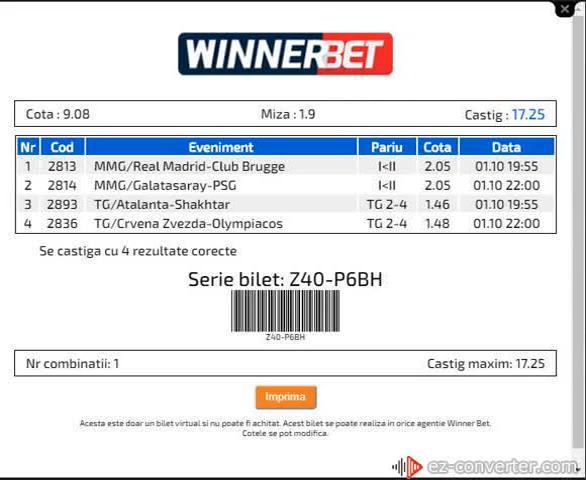 WINNERBET
Cota : 9.08 Miza : 1.9 Castig : 17.25
Nr Cod Eveniment Pariu Cota Data
1 2813 MMG/Real Madrid-Club Brugge I<II 2.05 01.10 19:55
2 2814 MMG/Galatasaray-PSG I<II 2.05 01.10 22:00
3 2893 TG/Atalanta-Shakhtar TG 2-4 1.46 01.10 19:55
4 2836 TG/Crvena Zvezda-Olympiacos TG 2-4 1.48 01.10 22:00
Se castiga cu 4 rezultate corecte
Serie bilet: Z40-P6BH
Z40-P6BH
Nr combinatii: 1 Castig maxim: 17.25
Imprima
Acesta este doar un bilet virtual si nu poate fi achitat. Acest bilet se poate realiza in orice agentie Winner Bet.
Cotele se pot modifica.
ez-converter.com